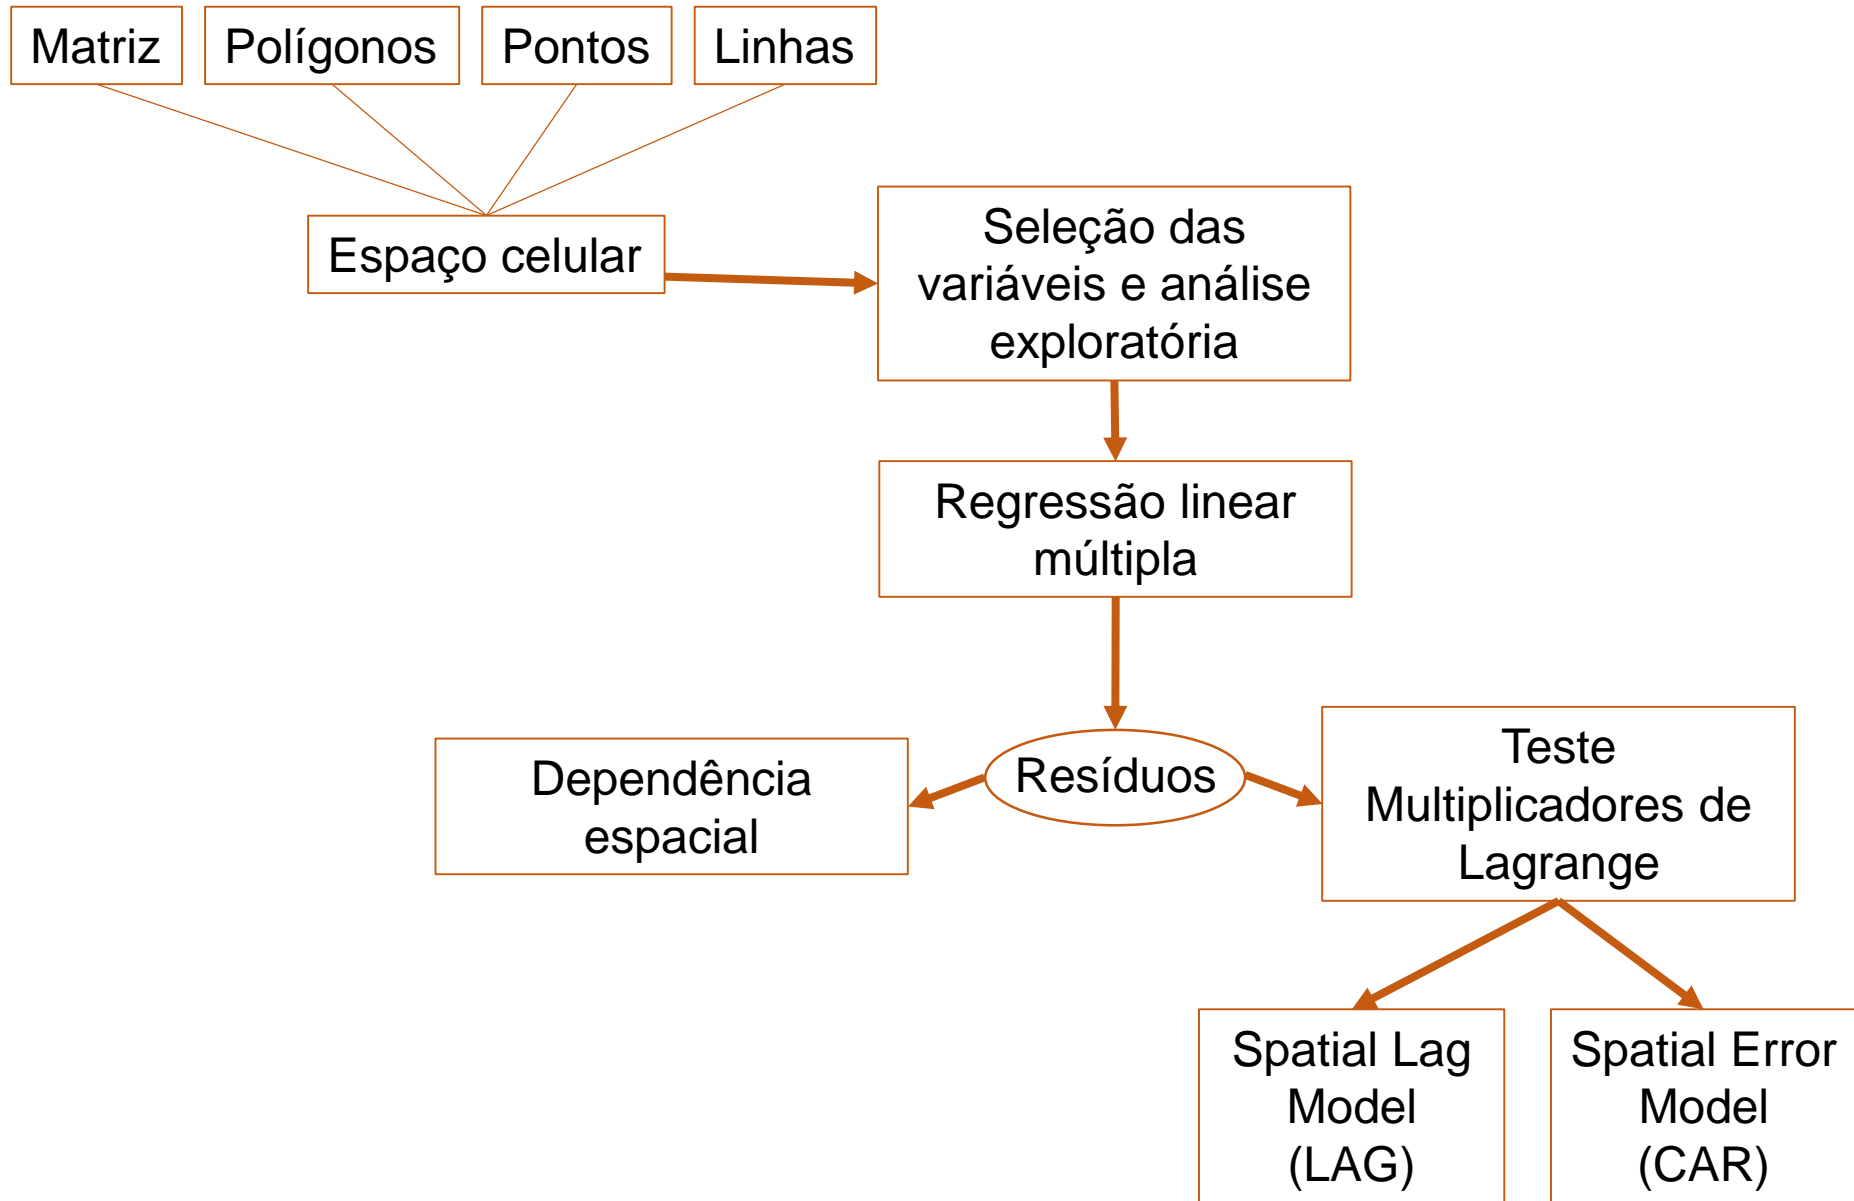 Matriz
Polígonos
Pontos
Linhas
Espaço celular
Seleção das
variáveis e análise
exploratória
Regressão linear
múltipla
Resíduos
Dependência
espacial
Teste
Multiplicadores de
Lagrange
Spatial Lag
Model
(LAG)
Spatial Error
Model
(CAR)